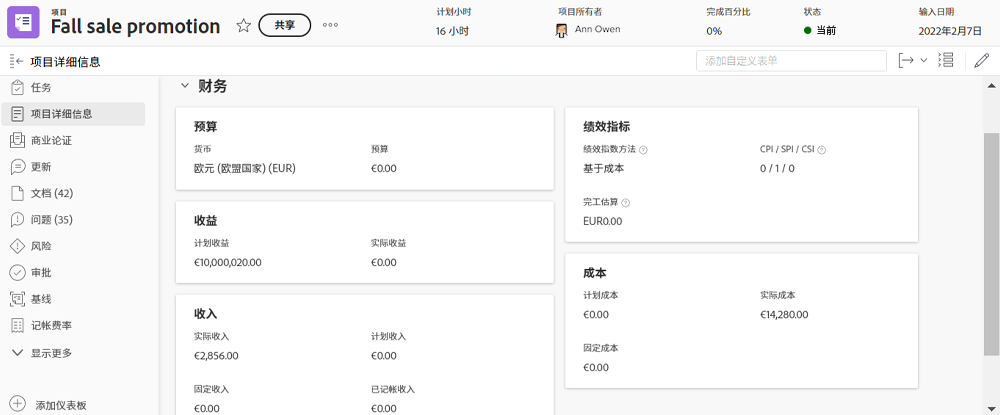 项目
Fall sale promotion
共享
计划小时
16 小时
项目所有者
Ann Owen
完成百分比
0%
状态
当前
输入日期
2022年2月7日
项目详细信息
添加自定义表单
任务
项目详细信息
商业论证
更新
文档 (42)
问题 (35)
风险
审批
基线
记帐费率
显示更多
添加仪表板
财务
预算
货币
预算
欧元 (欧盟国家) (EUR)
€0.00
收益
计划收益
实际收益
€10,000,020.00
€0.00
收入
实际收入
计划收入
€2,856.00
€0.00
固定收入
已记帐收入
€0.00
€0.00
绩效指标
绩效指数方法
CPI / SPI / CSI
基于成本
0 / 1 / 0
完工估算
EUR0.00
成本
计划成本
实际成本
€0.00
€14,280.00
固定成本
€0.00